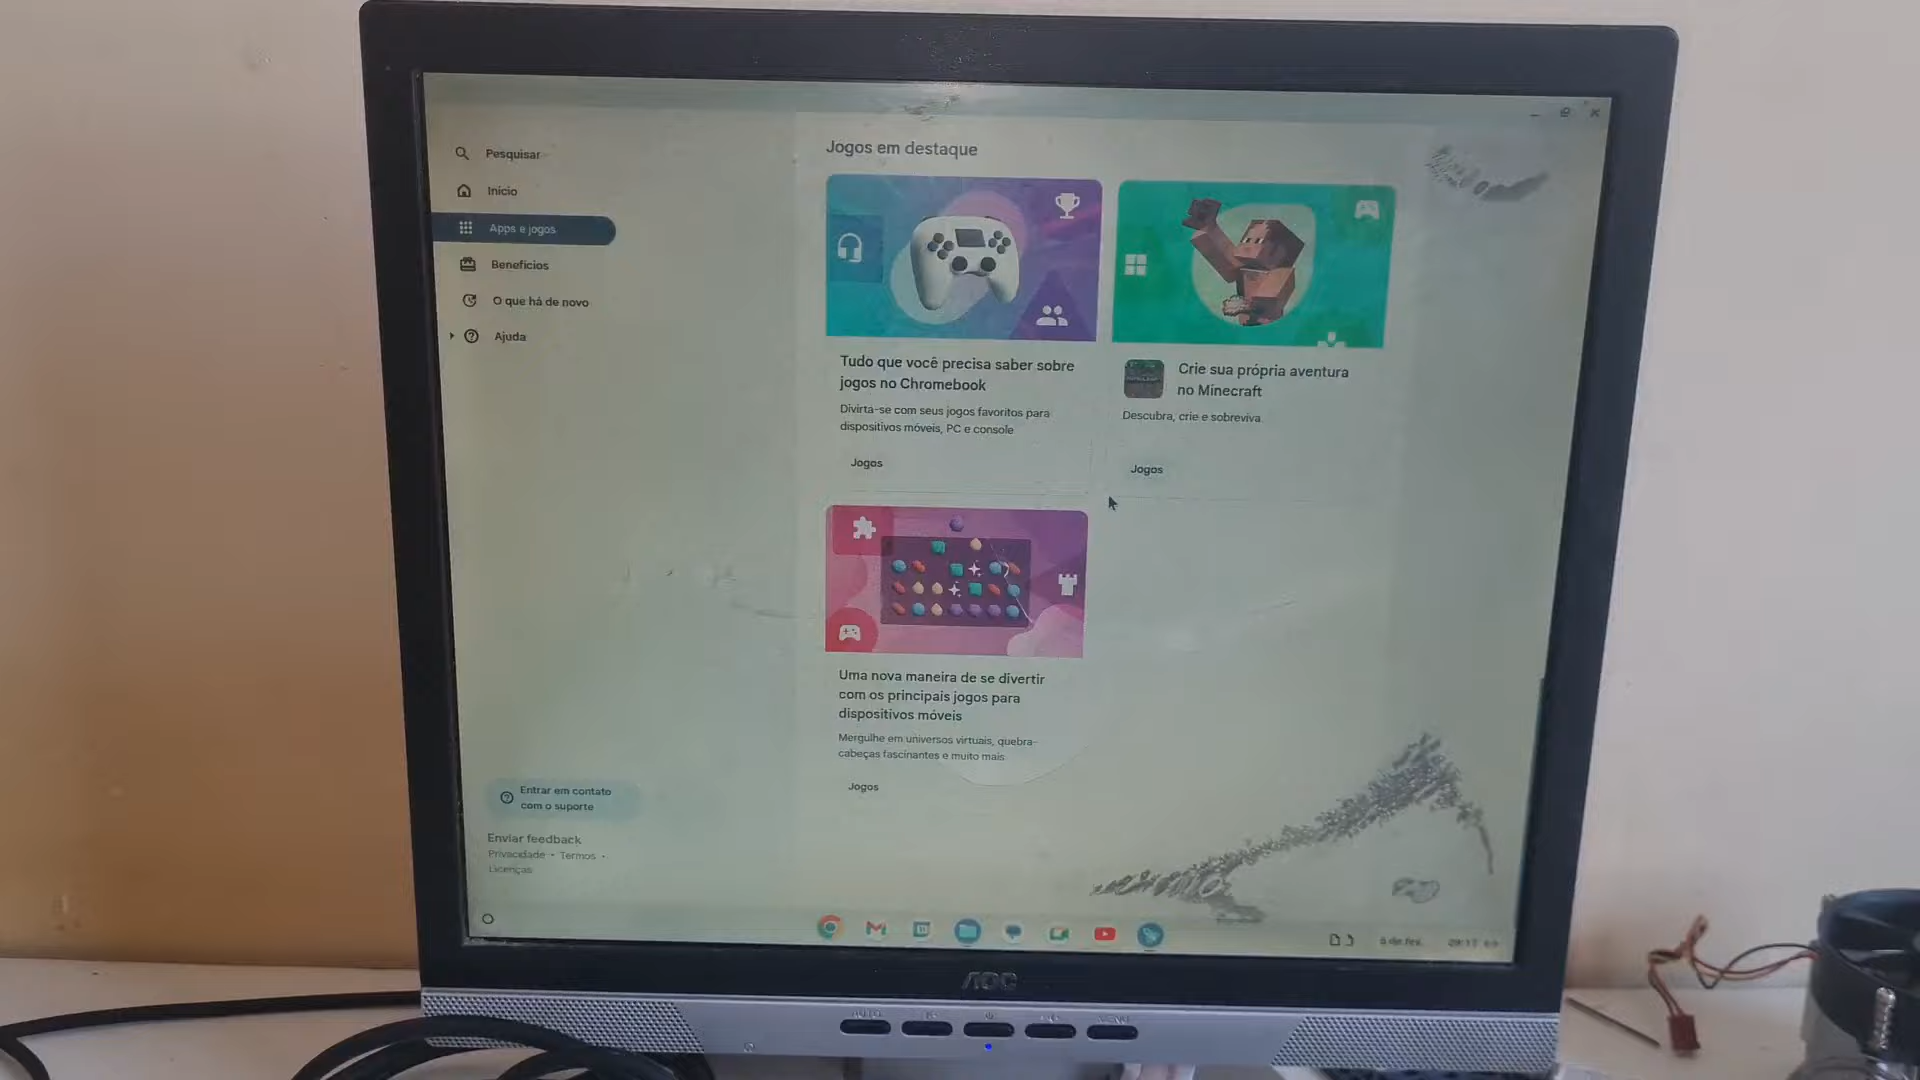 Pesquisar
Início
Apps e jogos
Benefícios
O que há de novo
Ajuda
Jogos em destaque
Tudo que você precisa saber sobre
jogos no Chromebook
Divirta-se com seus jogos favoritos para
dispositivos móveis, PC e console
Jogos
Crie sua própria aventura
no Minecraft
Descubra, crie e sobreviva
Jogos
Uma nova maneira de se divertir
com os principais jogos para
dispositivos móveis
Mergulhe em universos virtuais, quebra-
cabeças fascinantes e muito mais
Jogos
Entrar em contato
com o suporte
Enviar feedback
Privacidade • Termos •
Licenças
de fev.
AOC
AUTO
MENU